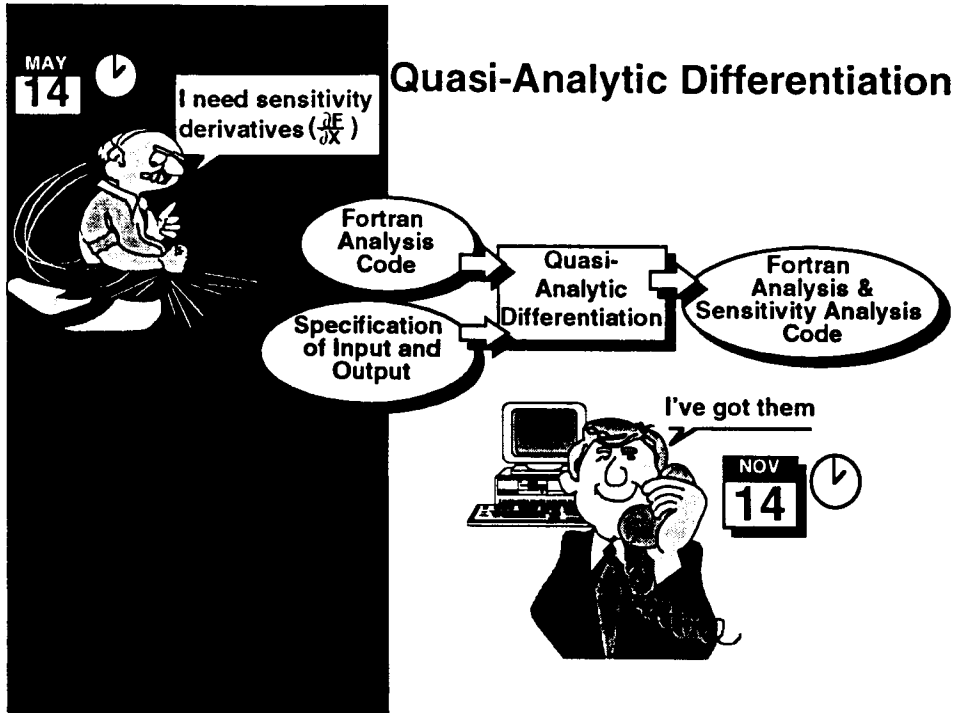 MAY
14
Quasi-Analytic Differentiation
I need sensitivity
derivatives (∂F/∂X)
Fortran
Analysis
Code
Quasi-
Analytic
Differentiation
Fortran
Analysis &
Sensitivity Analysis
Code
Specification
of Input and
Output
I've got them
NOV
14